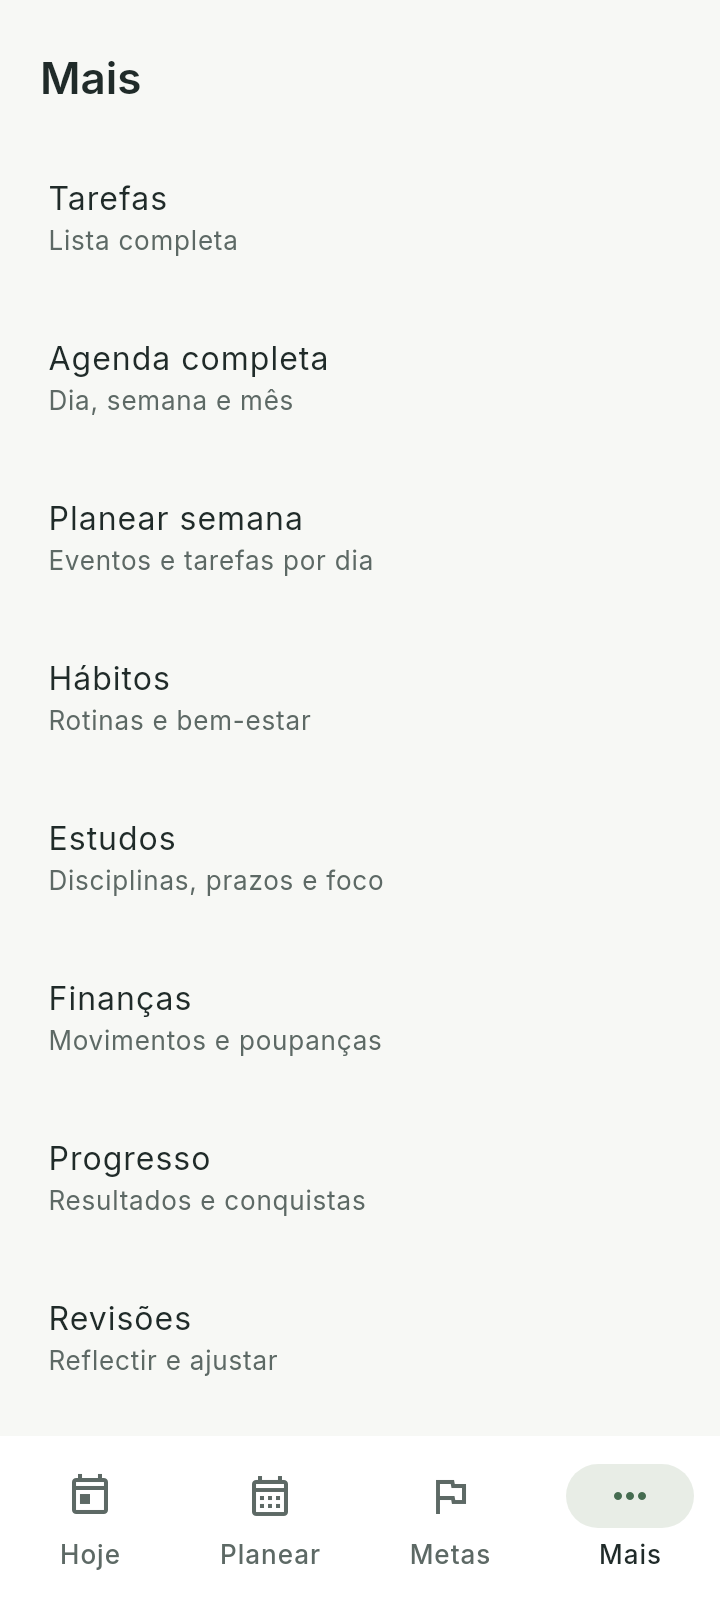 Mais
Tarefas
Lista completa
Agenda completa
Dia, semana e mês
Planear semana
Eventos e tarefas por dia
Hábitos
Rotinas e bem-estar
Estudos
Disciplinas, prazos e foco
Finanças
Movimentos e poupanças
Progresso
Resultados e conquistas
Revisões
Reflectir e ajustar
Hoje
Planear
Metas
Mais